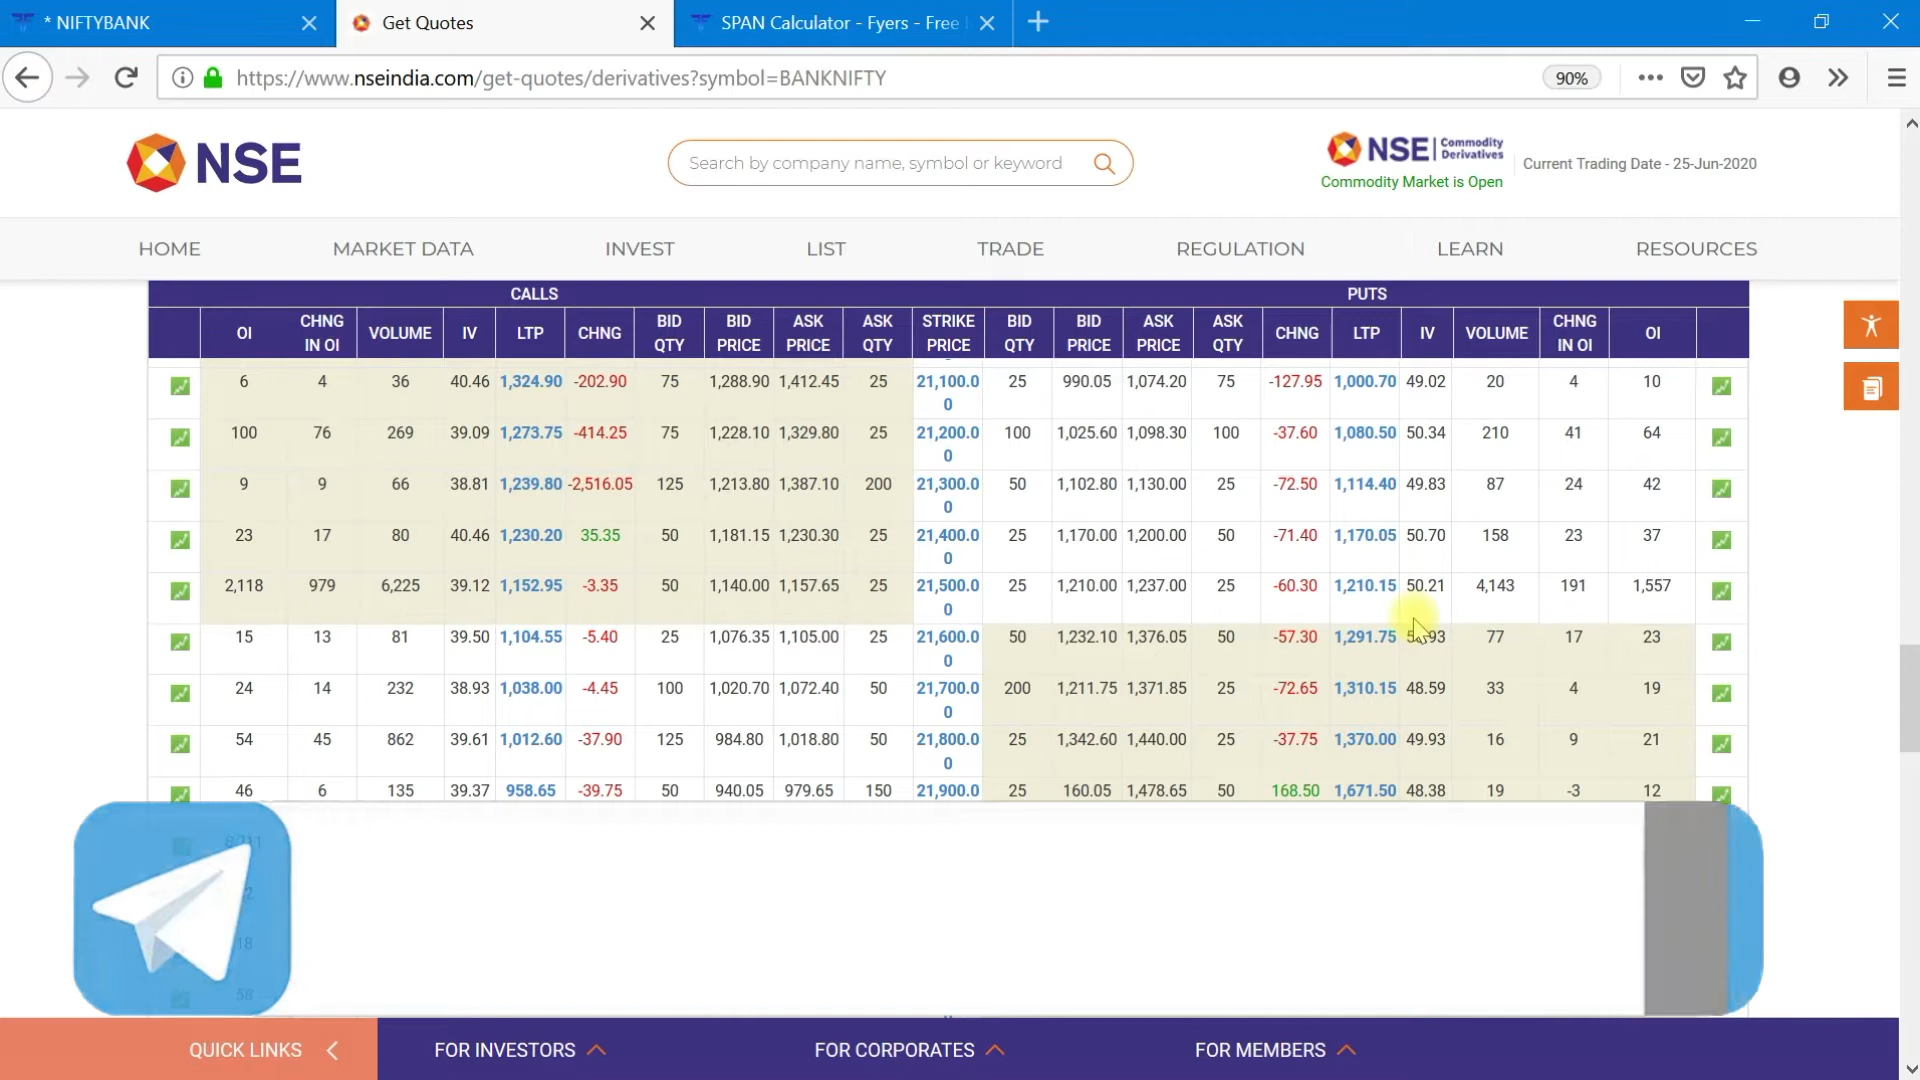 * NIFTYBANK
Get Quotes
SPAN Calculator - Fyers - Free
https://www.nseindia.com/get-quotes/derivatives?symbol=BANKNIFTY
90%
NSE
Search by company name, symbol or keyword
NSE Commodity Derivatives
Commodity Market is Open
Current Trading Date - 25-Jun-2020
HOME MARKET DATA INVEST LIST TRADE REGULATION LEARN RESOURCES
CALLS PUTS
OI CHNG IN OI VOLUME IV LTP CHNG BID QTY BID PRICE ASK PRICE ASK QTY STRIKE PRICE BID QTY BID PRICE ASK PRICE ASK QTY CHNG LTP IV VOLUME CHNG IN OI OI
6 4 36 40.46 1,324.90 -202.90 75 1,288.90 1,412.45 25 21,100.00 25 990.05 1,074.20 75 -127.95 1,000.70 49.02 20 4 10
100 76 269 39.09 1,273.75 -414.25 75 1,228.10 1,329.80 25 21,200.00 100 1,025.60 1,098.30 100 -37.60 1,080.50 50.34 210 41 64
9 9 66 38.81 1,239.80 -2,516.05 125 1,213.80 1,387.10 200 21,300.00 50 1,102.80 1,130.00 25 -72.50 1,114.40 49.83 87 24 42
23 17 80 40.46 1,230.20 35.35 50 1,181.15 1,230.30 25 21,400.00 25 1,170.00 1,200.00 50 -71.40 1,170.05 50.70 158 23 37
2,118 979 6,225 39.12 1,152.95 -3.35 50 1,140.00 1,157.65 25 21,500.00 25 1,210.00 1,237.00 25 -60.30 1,210.15 50.21 4,143 191 1,557
15 13 81 39.50 1,104.55 -5.40 25 1,076.35 1,105.00 25 21,600.00 50 1,232.10 1,376.05 50 -57.30 1,291.75 77 17 23
24 14 232 38.93 1,038.00 -4.45 100 1,020.70 1,072.40 50 21,700.00 200 1,211.75 1,371.85 25 -72.65 1,310.15 48.59 33 4 19
54 45 862 39.61 1,012.60 -37.90 125 984.80 1,018.80 50 21,800.00 25 1,342.60 1,440.00 25 -37.75 1,370.00 49.93 16 9 21
46 6 135 39.37 958.65 -39.75 50 940.05 979.65 150 21,900.0 25 160.05 1,478.65 50 168.50 1,671.50 48.38 19 -3 12
QUICK LINKS FOR INVESTORS FOR CORPORATES FOR MEMBERS